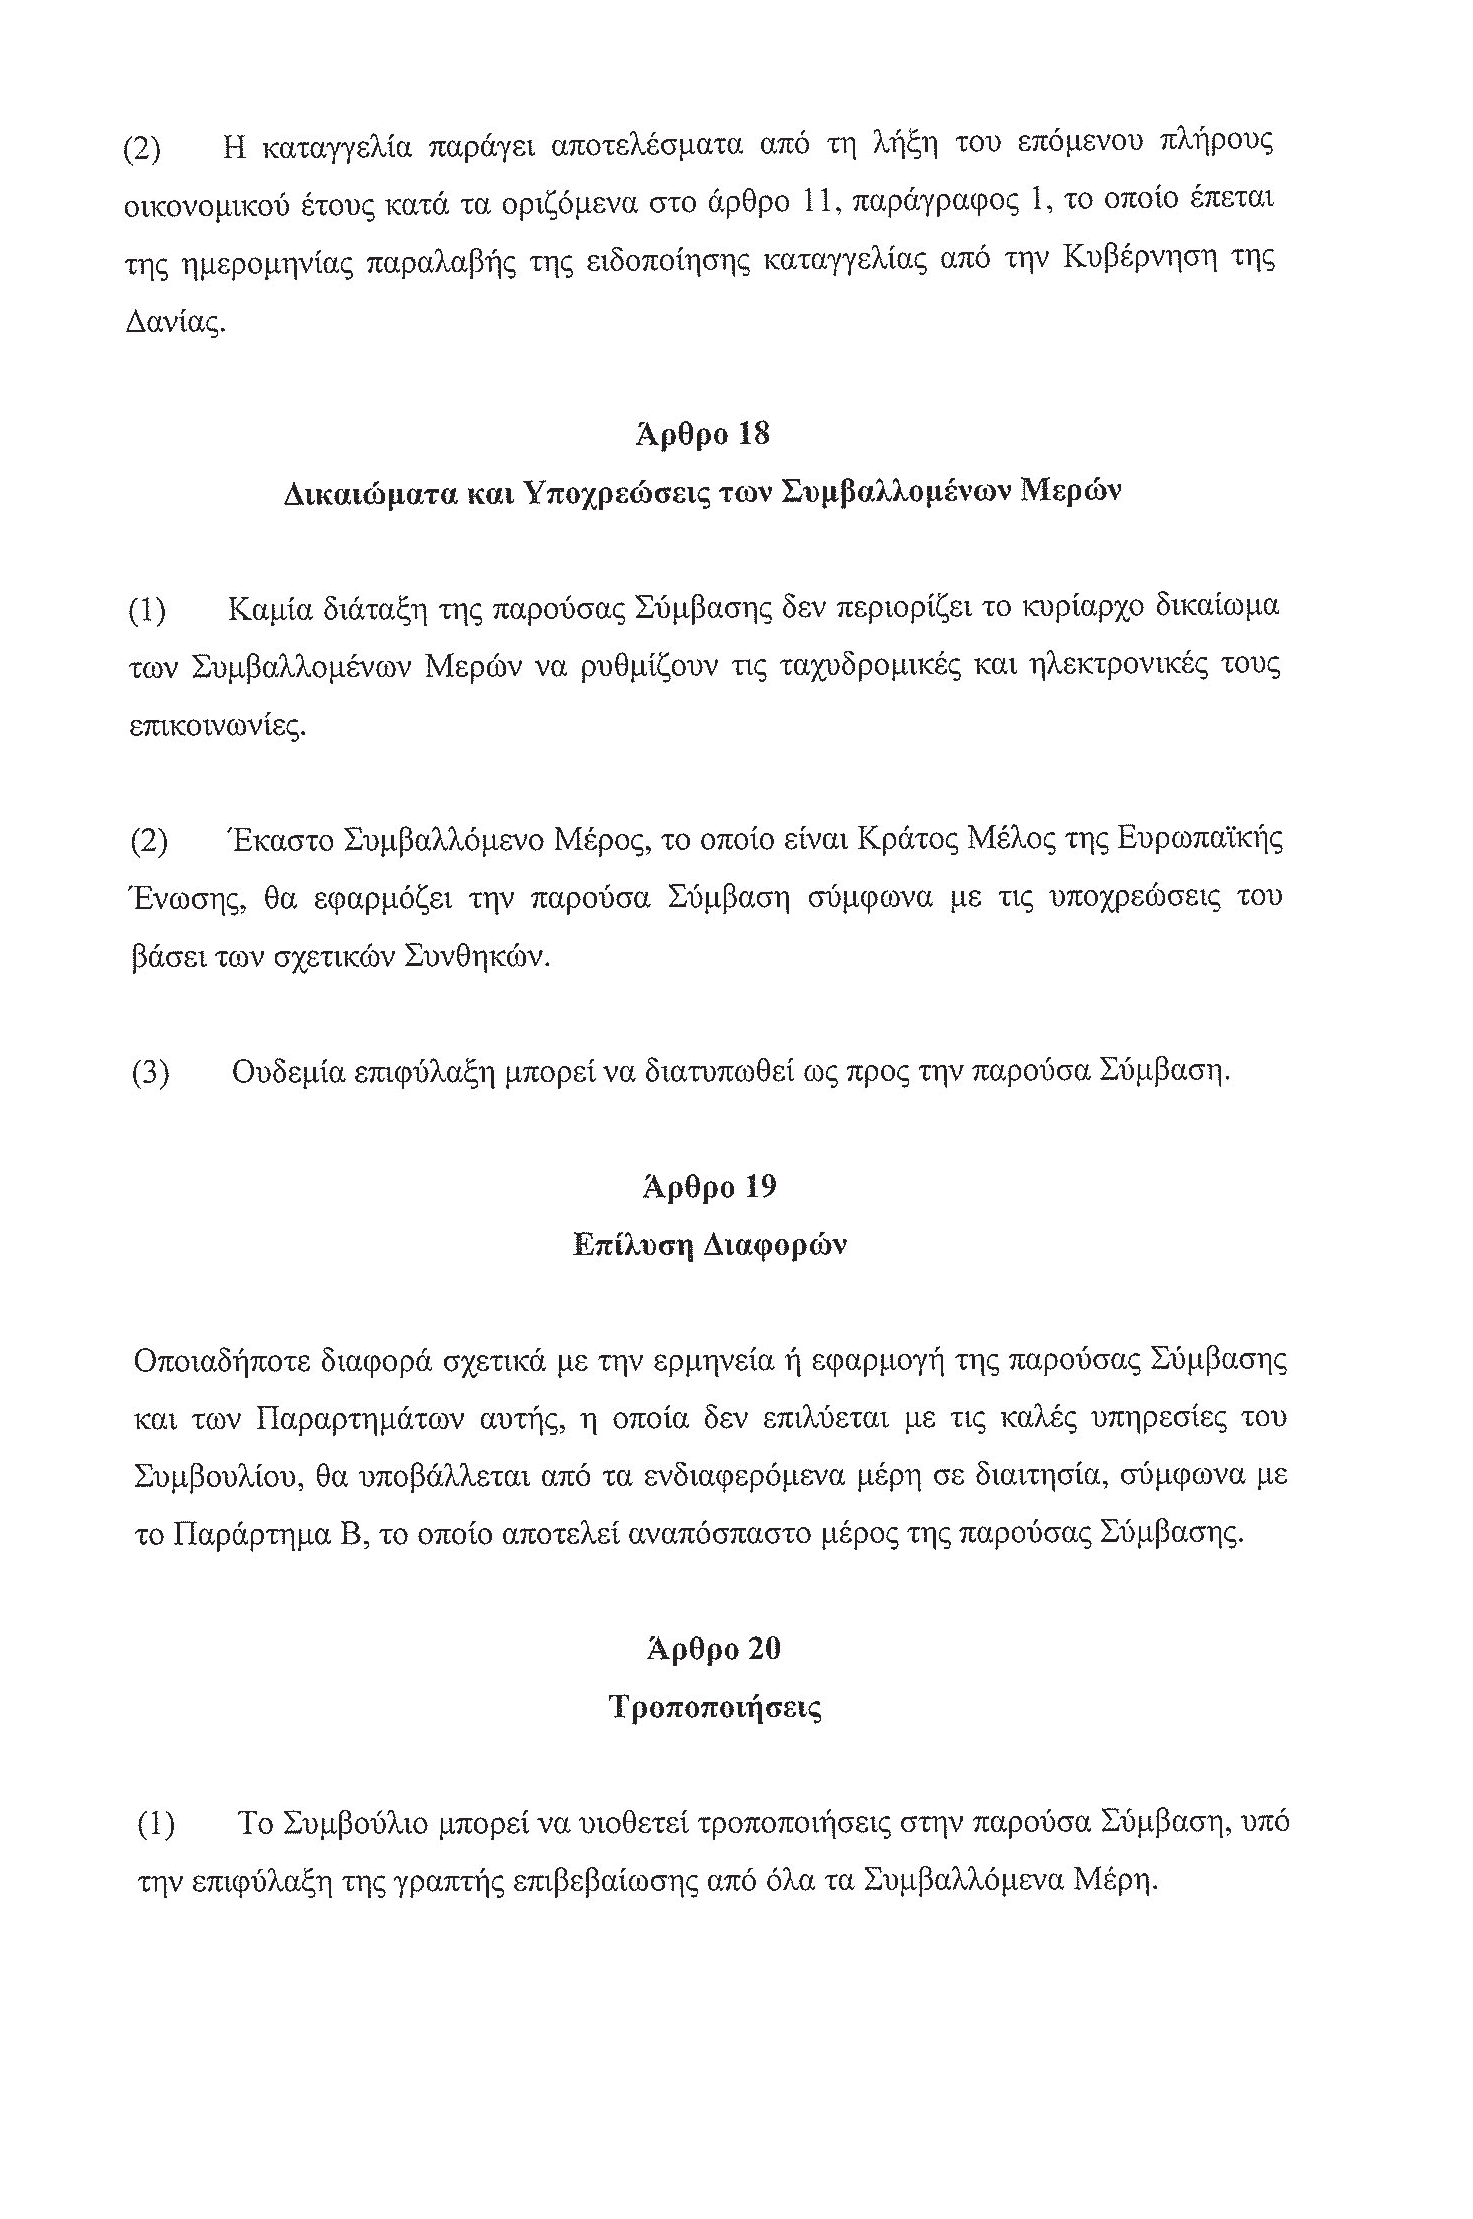 (2) Η καταγγελία παράγει αποτελέσματα από τη λήξη του επόμενου πλήρους
οικονομικού έτους κατά τα οριζόμενα στο άρθρο 11, παράγραφος 1, το οποίο έπεται
της ημερομηνίας παραλαβής της ειδοποίησης καταγγελίας από την Κυβέρνηση της
Δανίας.
Άρθρο 18
Δικαιώματα και Υποχρεώσεις των Συμβαλλομένων Μερών
(1) Καμία διάταξη της παρούσας Σύμβασης δεν περιορίζει το κυρίαρχο δικαίωμα
των Συμβαλλομένων Μερών να ρυθμίζουν τις ταχυδρομικές και ηλεκτρονικές τους
επικοινωνίες.
(2) Έκαστο Συμβαλλόμενο Μέρος, το οποίο είναι Κράτος Μέλος της Ευρωπαϊκής
Ένωσης, θα εφαρμόζει την παρούσα Σύμβαση σύμφωνα με τις υποχρεώσεις του
βάσει των σχετικών Συνθηκών.
(3) Ουδεμία επιφύλαξη μπορεί να διατυπωθεί ως προς την παρούσα Σύμβαση.
Άρθρο 19
Επίλυση Διαφορών
Οποιαδήποτε διαφορά σχετικά με την ερμηνεία ή εφαρμογή της παρούσας Σύμβασης
και των Παραρτημάτων αυτής, η οποία δεν επιλύεται με τις καλές υπηρεσίες του
Συμβουλίου, θα υποβάλλεται από τα ενδιαφερόμενα μέρη σε διαιτησία, σύμφωνα με
το Παράρτημα Β, το οποίο αποτελεί αναπόσπαστο μέρος της παρούσας Σύμβασης.
Άρθρο 20
Τροποποιήσεις
(1) Το Συμβούλιο μπορεί να υιοθετεί τροποποιήσεις στην παρούσα Σύμβαση, υπό
την επιφύλαξη της γραπτής επιβεβαίωσης από όλα τα Συμβαλλόμενα Μέρη.